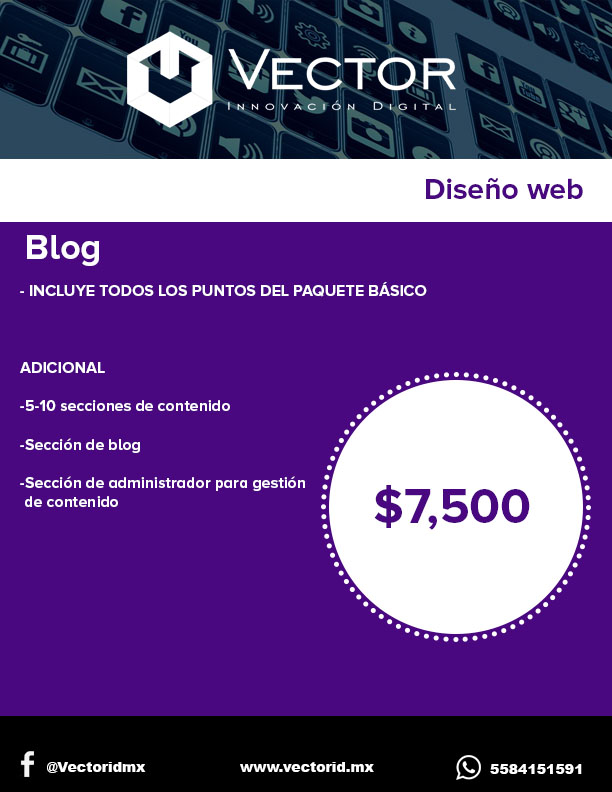 VECTOR
INNOVACIÓN DIGITAL
Diseño web
Blog
- INCLUYE TODOS LOS PUNTOS DEL PAQUETE BÁSICO
ADICIONAL
-5-10 secciones de contenido
-Sección de blog
-Sección de administrador para gestión
de contenido
$7,500
@Vectoridmx
www.vectorid.mx
5584151591